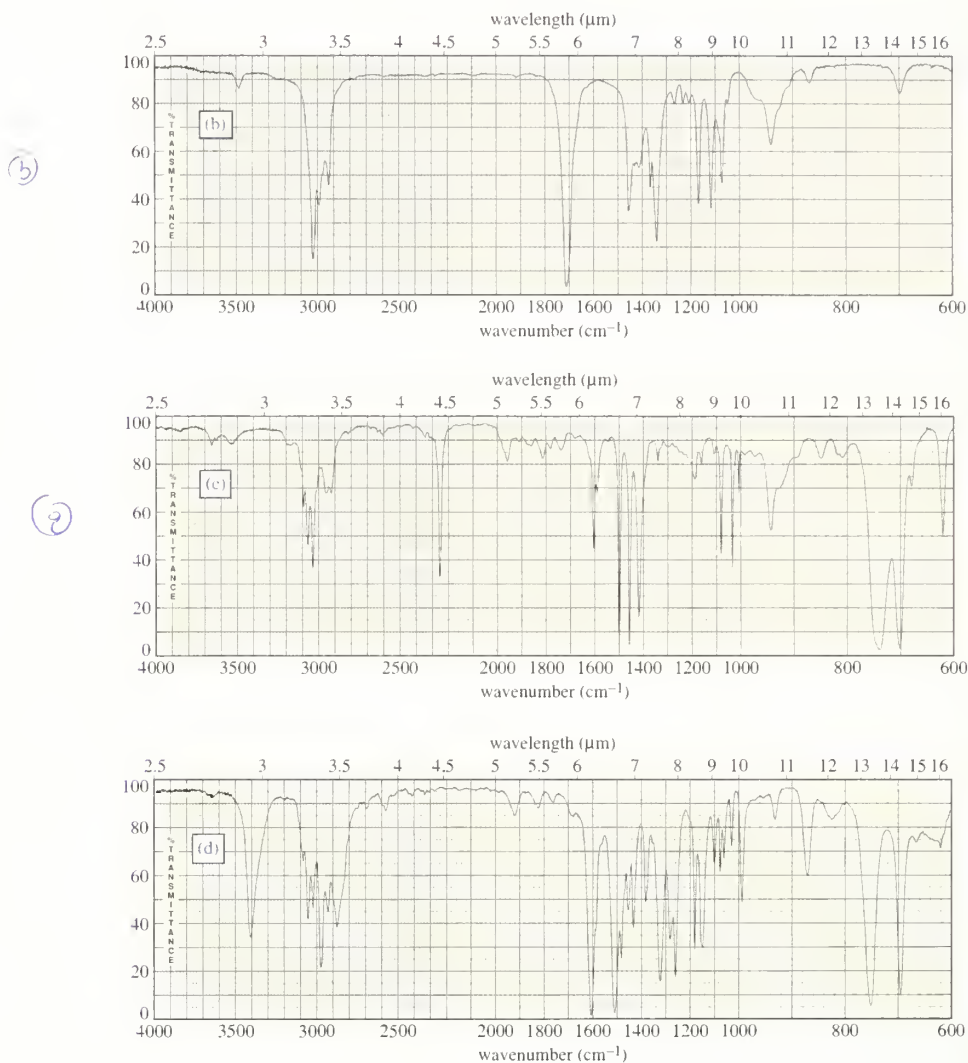 wavelength (μm)
2.5 3 3.5 4 4.5 5 5.5 6 7 8 9 10 11 12 13 14 15 16
100
80
60
40
20
0
%TRANSMITTANCE
(b)
4000 3500 3000 2500 2000 1800 1600 1400 1200 1000 800 600
wavenumber (cm⁻¹)
wavelength (μm)
2.5 3 3.5 4 4.5 5 5.5 6 7 8 9 10 11 12 13 14 15 16
100
80
60
40
20
0
%TRANSMITTANCE
(c)
4000 3500 3000 2500 2000 1800 1600 1400 1200 1000 800 600
wavenumber (cm⁻¹)
wavelength (μm)
2.5 3 3.5 4 4.5 5 5.5 6 7 8 9 10 11 12 13 14 15 16
100
80
60
40
20
0
%TRANSMITTANCE
(d)
4000 3500 3000 2500 2000 1800 1600 1400 1200 1000 800 600
wavenumber (cm⁻¹)